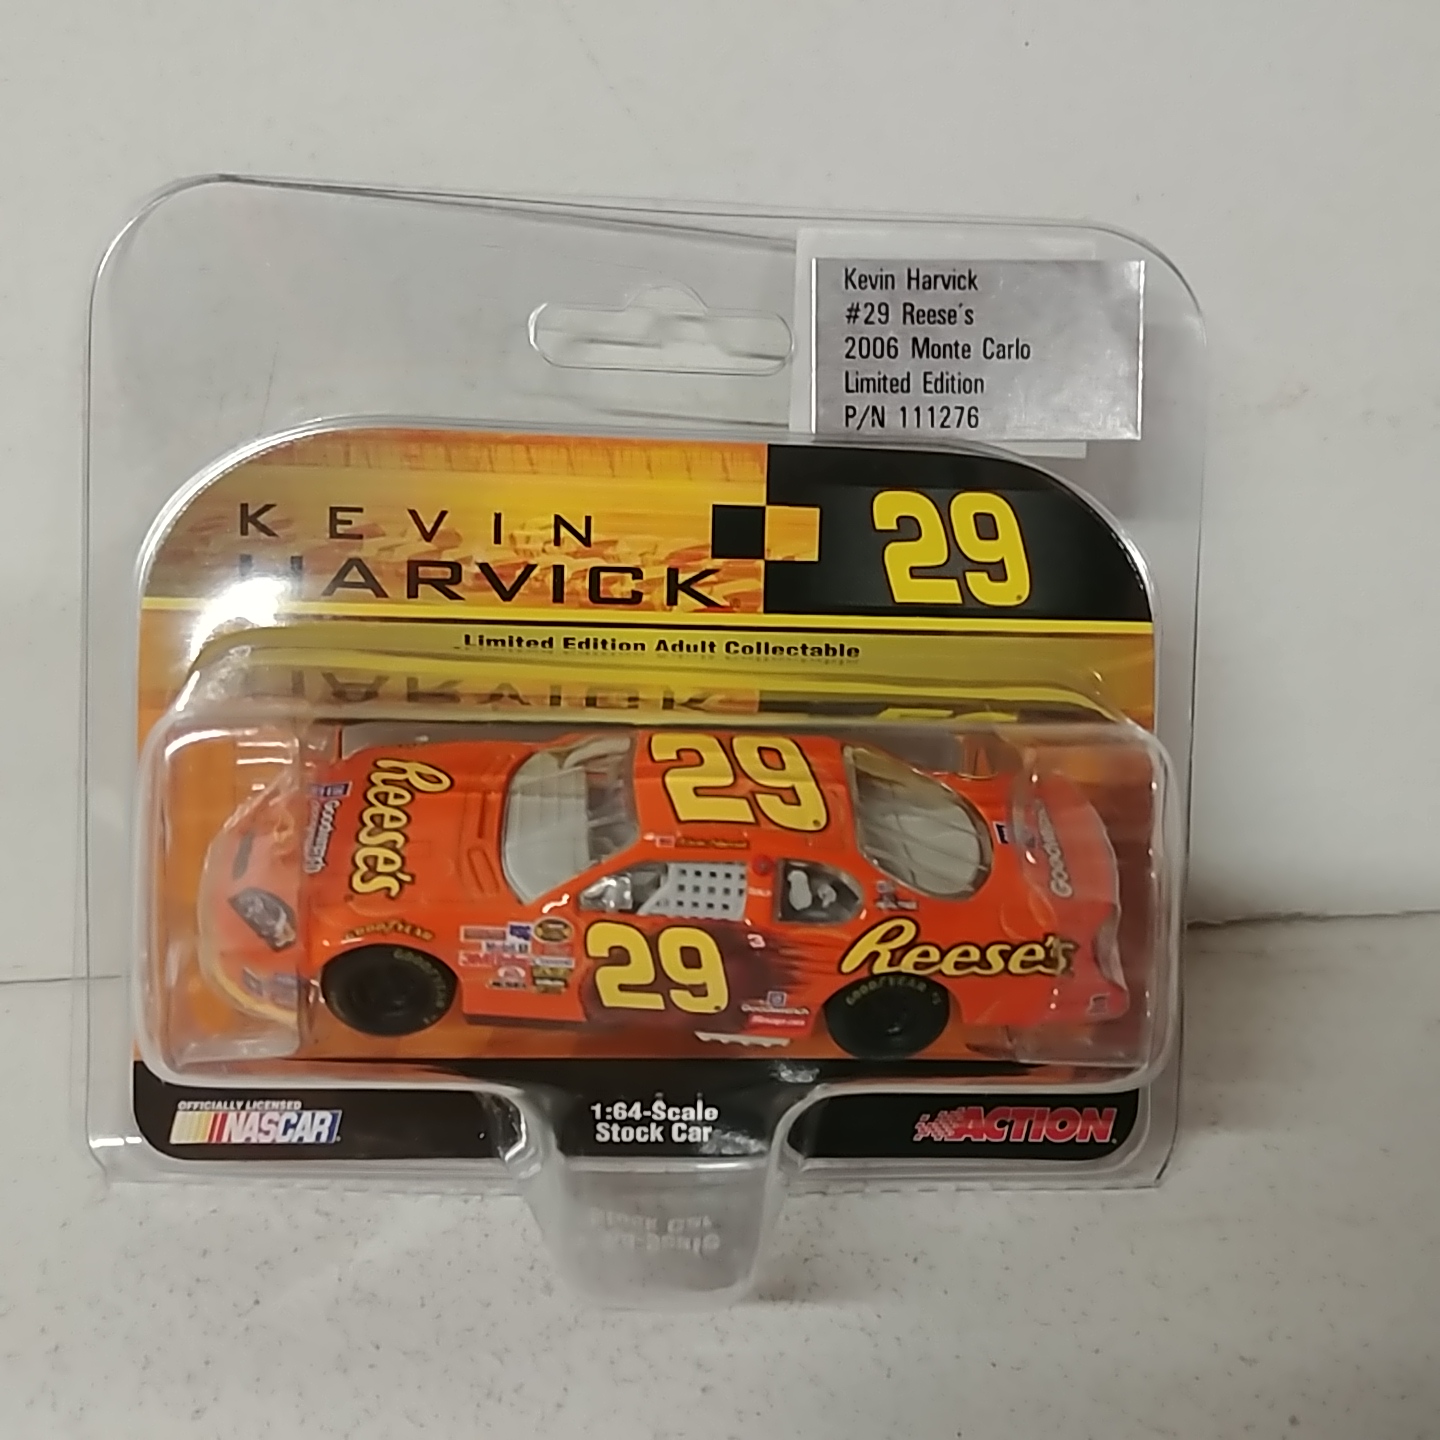 Kevin Harvick
#29 Reese's
2006 Monte Carlo
Limited Edition
P/N 111276
KEVIN
HARVICK
29
Limited Edition Adult Collectable
29
Reese's
GOODYEAR
GOODYEAR
29
Reese's
GOODYEAR
OFFICIALLY LICENSED
NASCAR
1:64-Scale
Stock Car
ACTION